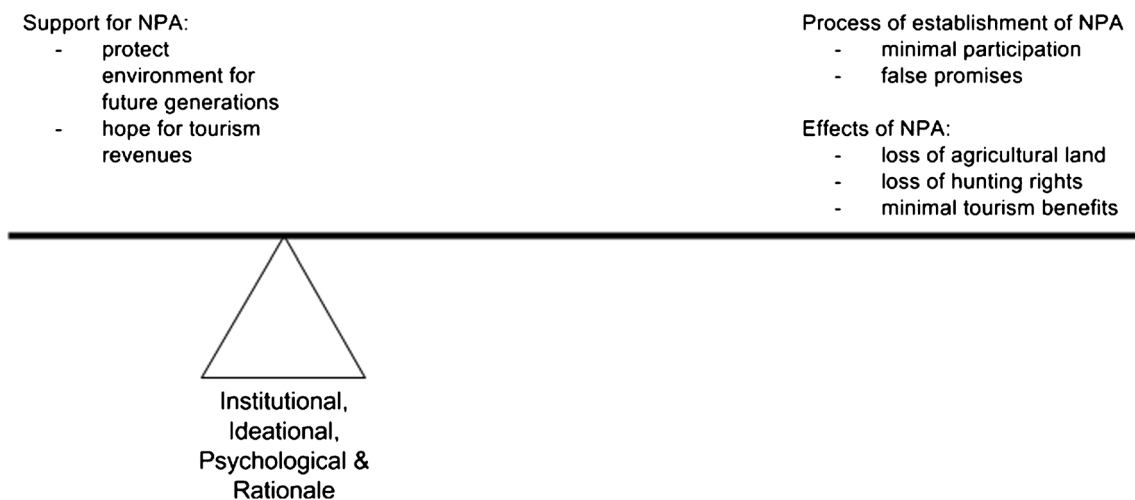 Support for NPA:
- protect
environment for
future generations
- hope for tourism
revenues
Process of establishment of NPA
- minimal participation
- false promises
Effects of NPA:
- loss of agricultural land
- loss of hunting rights
- minimal tourism benefits
Institutional,
Ideational,
Psychological &
Rationale